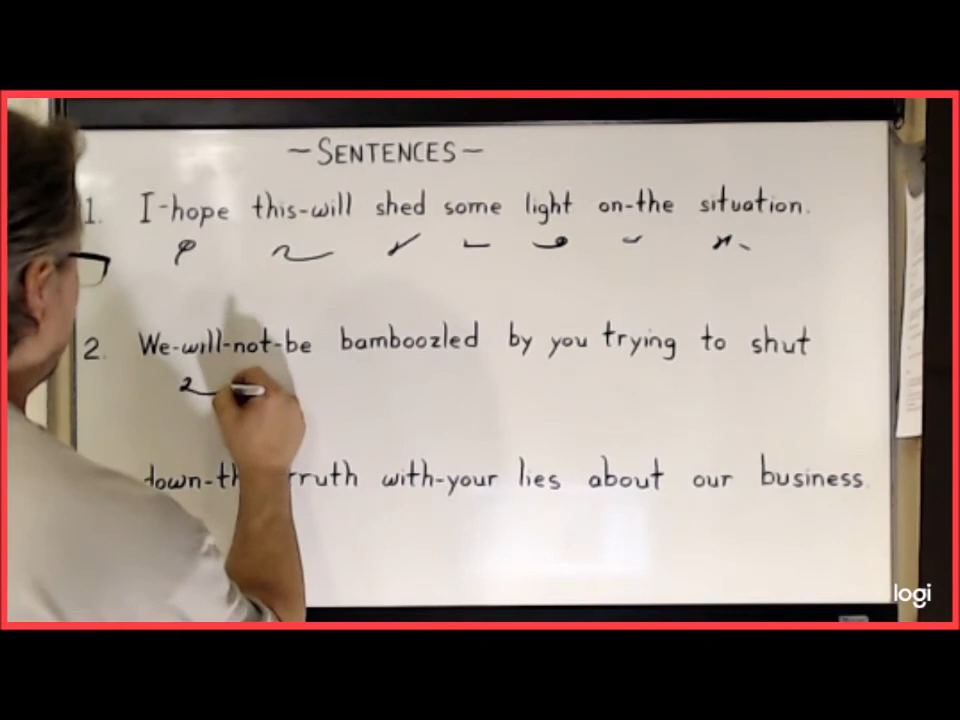 ~SENTENCES~
1. I-hope this-will shed some light on-the situation.
2. We-will-not-be bamboozled by you trying to shut
with-your lies about our business
logi